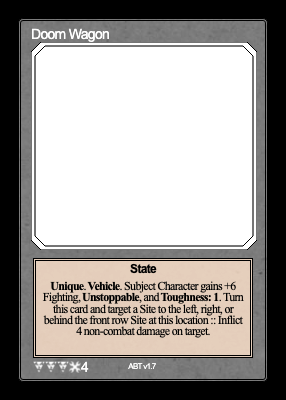 Doom Wagon
State
Unique. Vehicle. Subject Character gains +6
Fighting, Unstoppable, and Toughness: 1. Turn
this card and target a Site to the left, right, or
behind the front row Site at this location :: Inflict
4 non-combat damage on target.
4
ABT v1.7